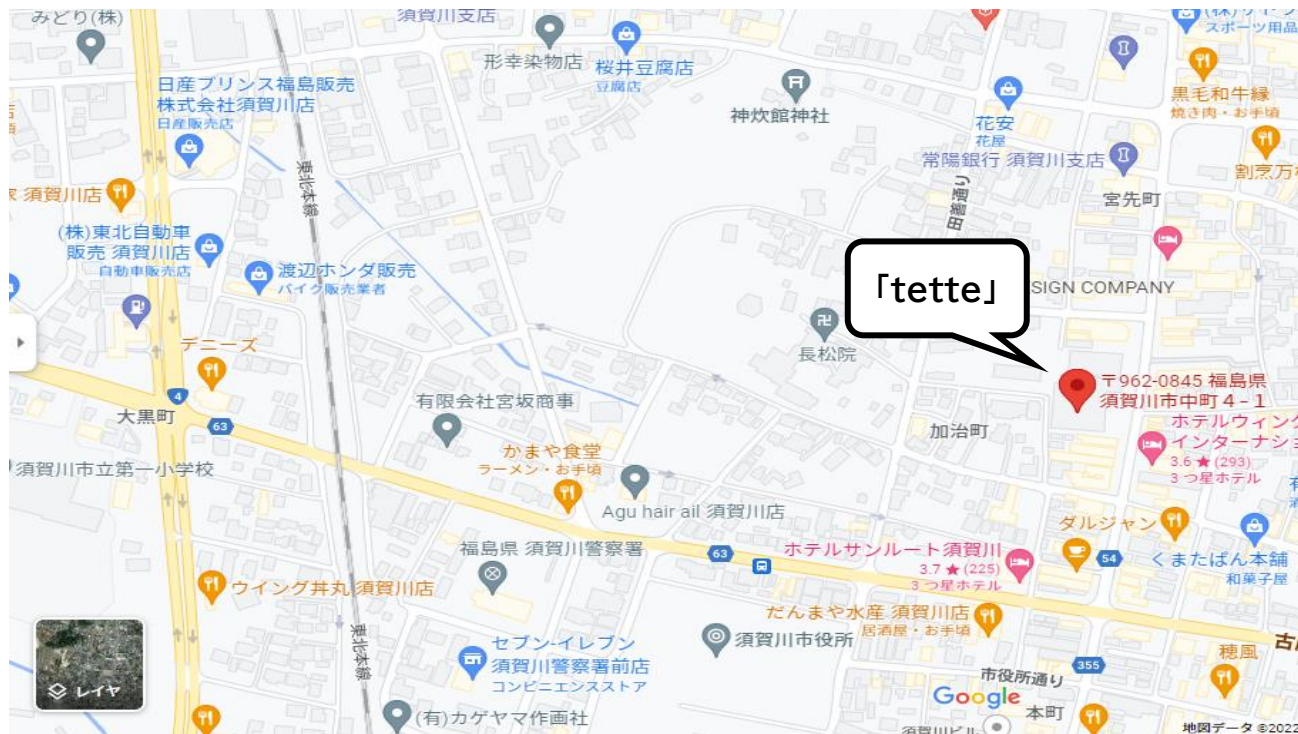 みどり(株)
須賀川支店
形幸染物店
桜井豆腐店
豆腐店
スポーツ用品
日産プリンス福島販売
株式会社須賀川店
日産販売店
神炊館神社
花安
花屋
黒毛和牛縁
焼き肉・お手頃
常陽銀行 須賀川支店
割烹万
東北本線
須賀川店
田善通り
宮先町
(株)東北自動車
販売 須賀川店
自動車販売店
渡辺ホンダ販売
バイク販売業者
「tette」
SIGN COMPANY
デニーズ
長松院
〒962-0845 福島県
須賀川市中町4-1
4
大黒町
63
有限会社宮坂商事
加治町
ホテルウィング
インターナショ
3.6★(293)
3 つ星ホテル
須賀川市立第一小学校
かまや食堂
ラーメン・お手頃
Agu hair ail 須賀川店
ダルジャン
福島県 須賀川警察署
63
ホテルサンルート須賀川
3.7★(225)
3 つ星ホテル
54
くまたぱん本舗
和菓子屋
ウイング丼丸 須賀川店
だんまや水産 須賀川店
居酒屋・お手頃
東北本線
セブン-イレブン
須賀川警察署前店
コンビニエンスストア
須賀川市役所
穂風
355
市役所通り
レイヤ
Google
本町
(有)カゲヤマ作画社
須賀川ビル
地図データ ©2022